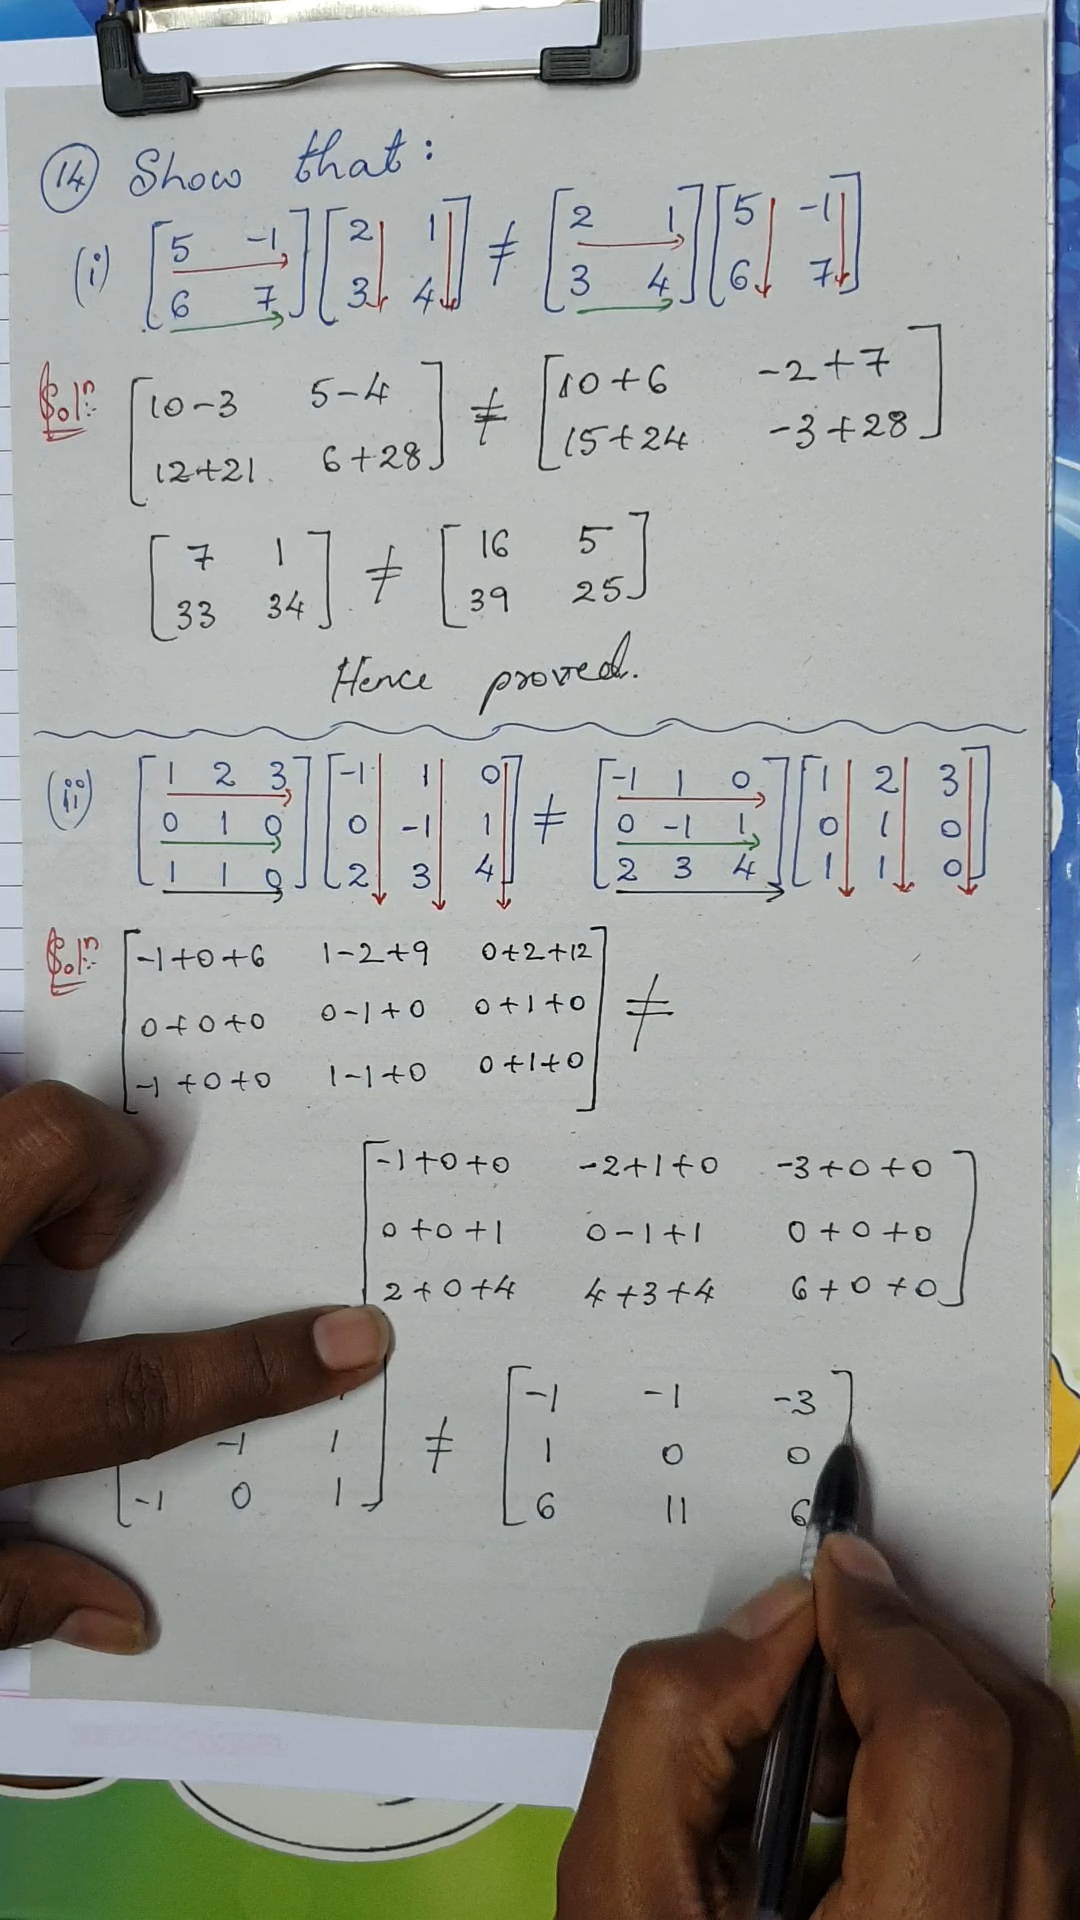 14 Show that:
(i) [5 -1] [2 1] ≠ [2 1] [5 -1]
[6 7] [3 4] [3 4] [6 7]
Soln:- [10-3 5-4] ≠ [10+6 -2+7]
[12+21 6+28] [15+24 -3+28]
[7 1] ≠ [16 5]
[33 34] [39 25]
Hence proved.
(ii) [1 2 3] [-1 1 0] ≠ [-1 1 0] [1 2 3]
[0 1 0] [0 -1 1] [0 -1 1] [0 1 0]
[1 1 0] [2 3 4] [2 3 4] [1 1 0]
Soln:- [-1+0+6 1-2+9 0+2+12] ≠
[0+0+0 0-1+0 0+1+0]
[-1+0+0 1-1+0 0+1+0]
[-1+0+0 -2+1+0 -3+0+0]
[0+0+1 0-1+1 0+0+0]
[2+0+4 4+3+4 6+0+0]
[-1 -1 -3]
-1 1] ≠ [1 0 0]
[-1 0 1] [6 11 6]